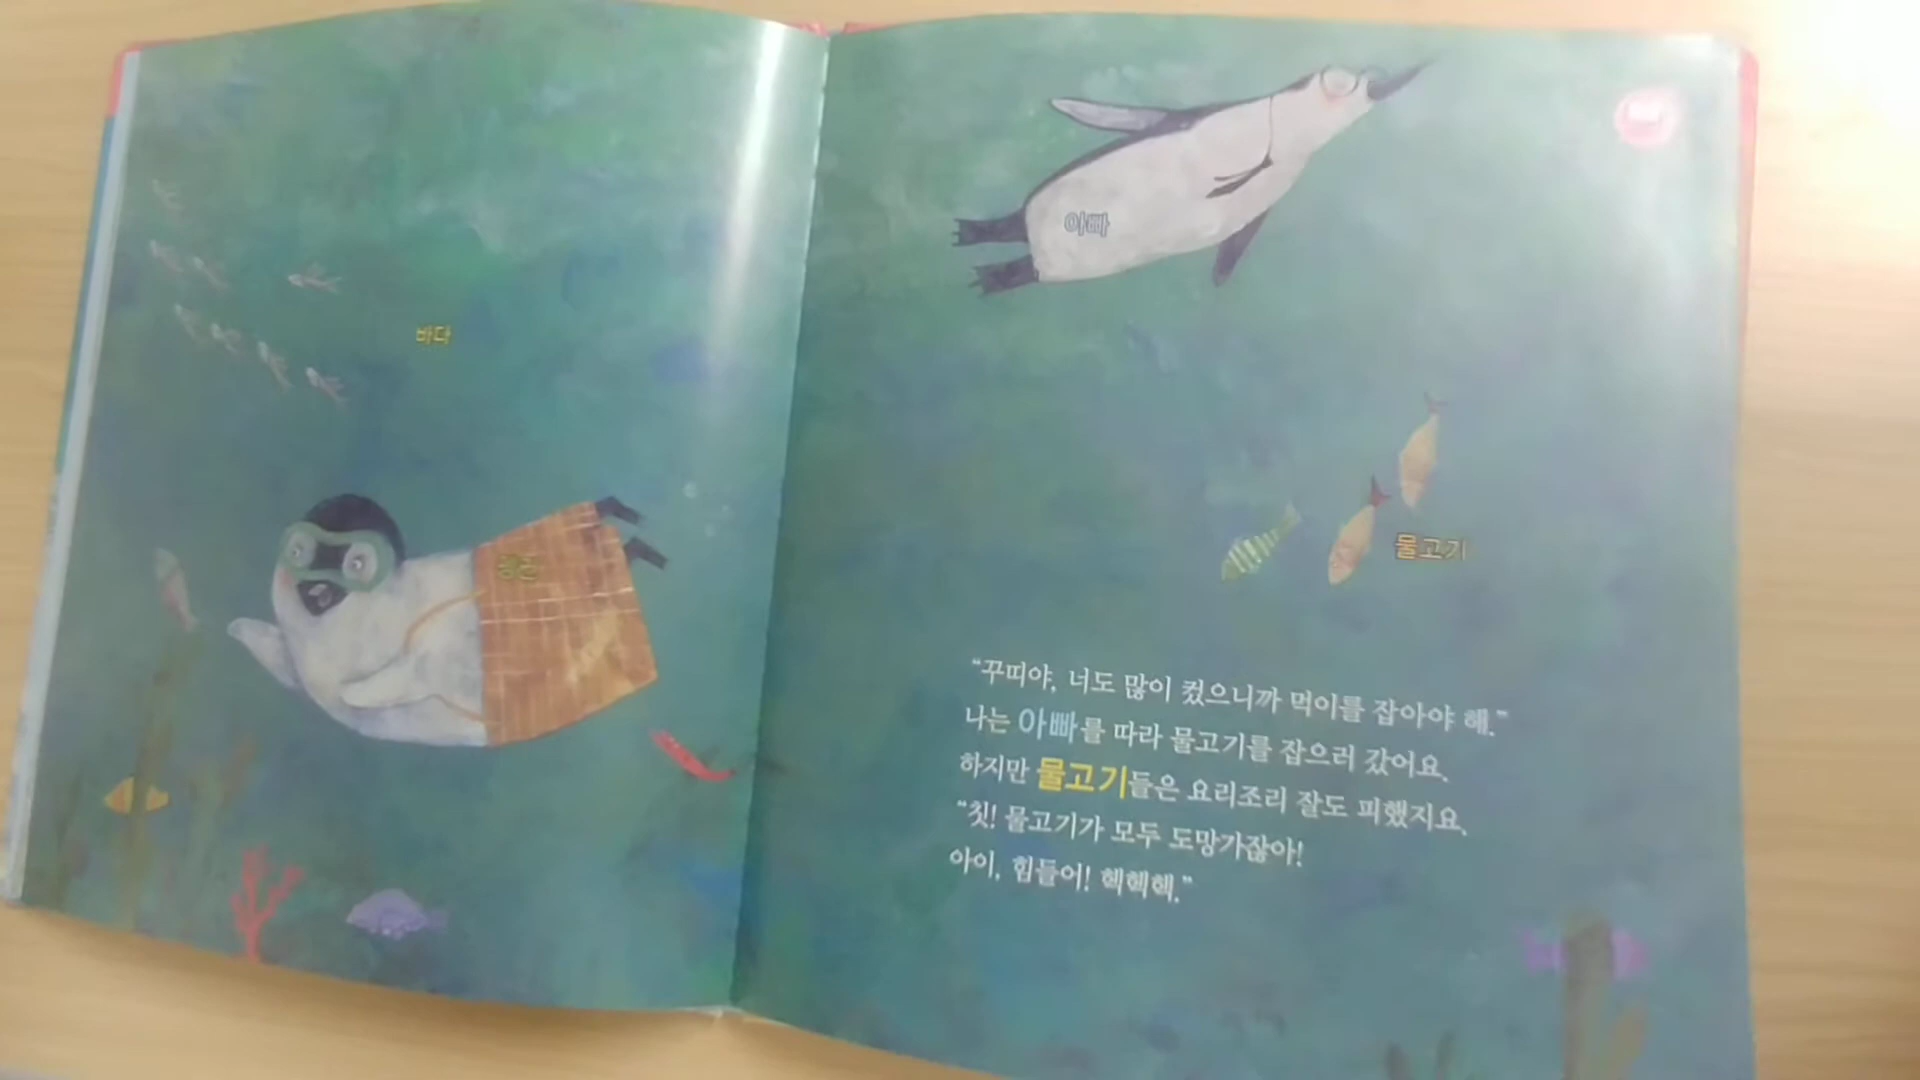 바다
아빠
물고기
“꾸띠야, 너도 많이 컸으니까 먹이를 잡아야 해.”
나는 아빠를 따라 물고기를 잡으러 갔어요.
하지만 물고기들은 요리조리 잘도 피했지요.
“칫! 물고기가 모두 도망가잖아!
아이, 힘들어! 헥헥헥.”